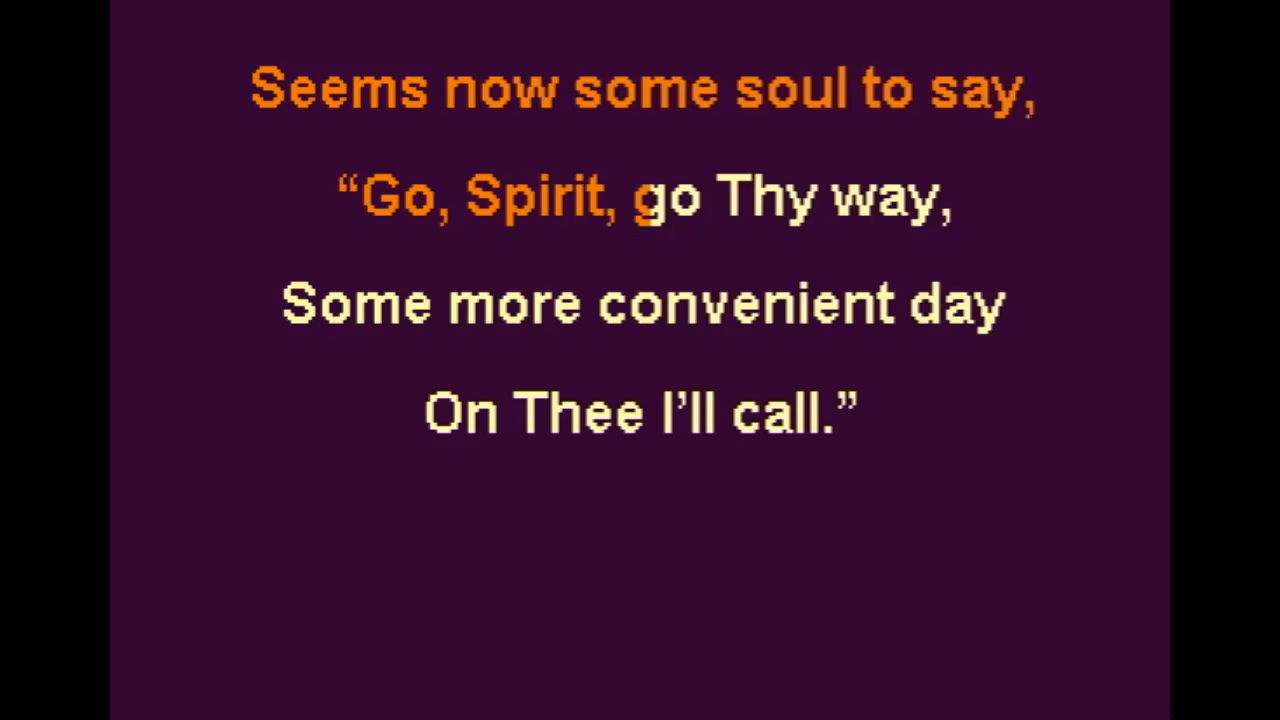 Seems now some soul to say,
“Go, Spirit, go Thy way,
Some more convenient day
On Thee I’ll call.”